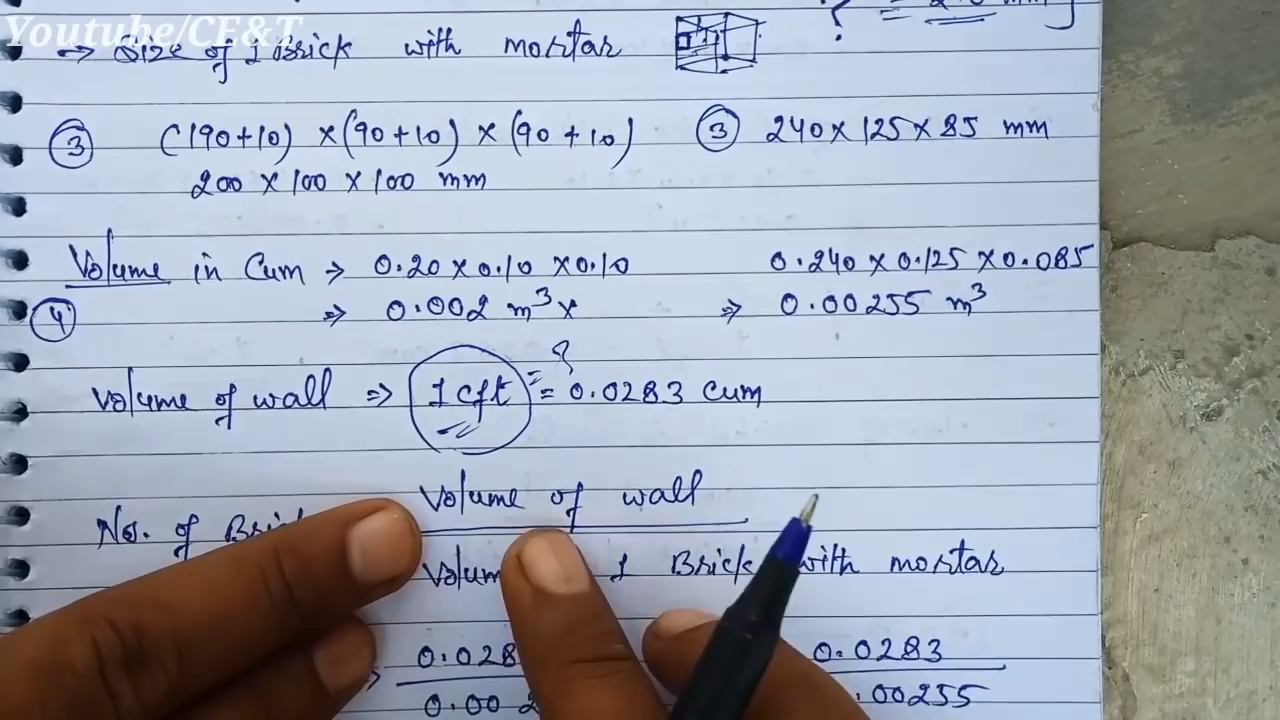 Youtube/CF&T
→ Size of 1 Brick with mortar
?
③ (190+10) × (90+10) × (90+10) ③ 240×125×85 mm
200 × 100 × 100 mm
Volume in Cum → 0.20×0.10×0.10 0.240×0.125×0.085
④ ⇒ 0.002 m³× ⇒ 0.00255 m³
?
Volume of wall ⇒ 1 cft = 0.0283 Cum
Volume of wall
No. of
1 Brick with mortar
0.0283
.00255